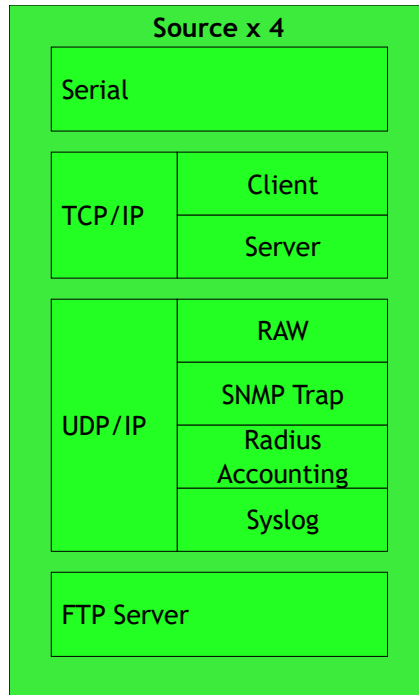 Source x 4
Serial
TCP/IP
Client
Server
UDP/IP
RAW
SNMP Trap
Radius
Accounting
Syslog
FTP Server